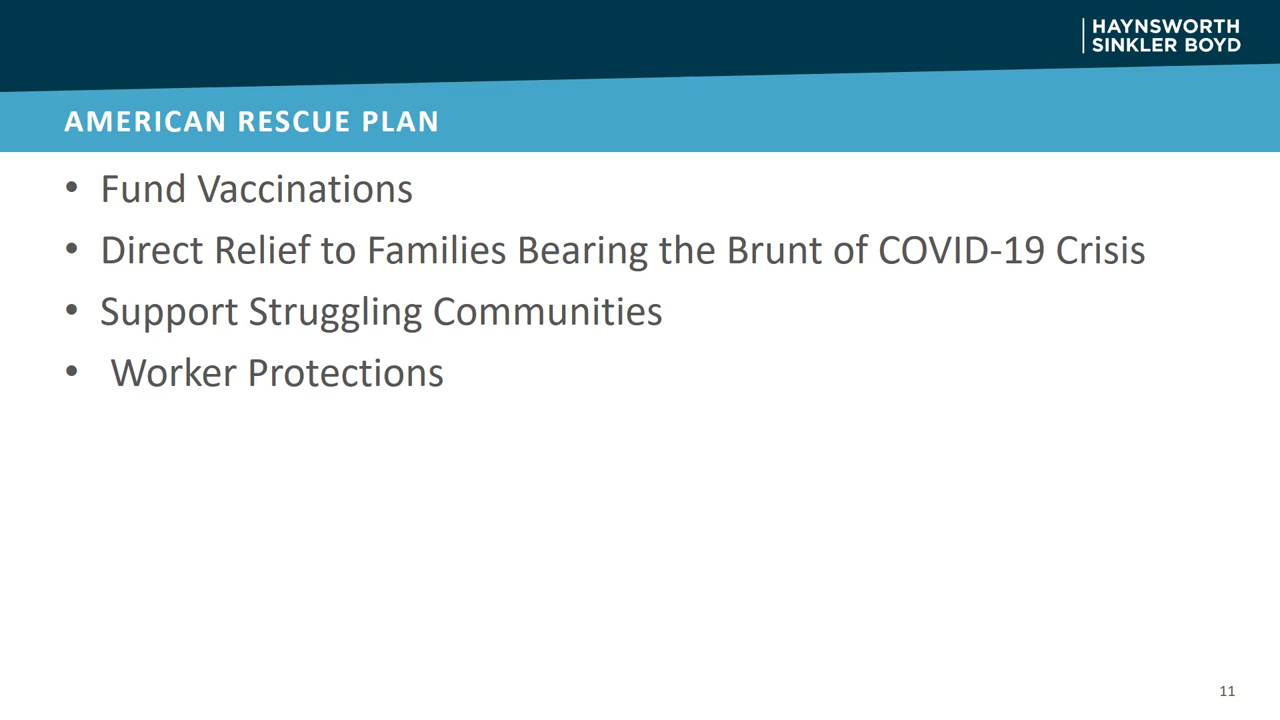 HAYNSWORTH
SINKLER BOYD
AMERICAN RESCUE PLAN
• Fund Vaccinations
• Direct Relief to Families Bearing the Brunt of COVID-19 Crisis
• Support Struggling Communities
• Worker Protections
11